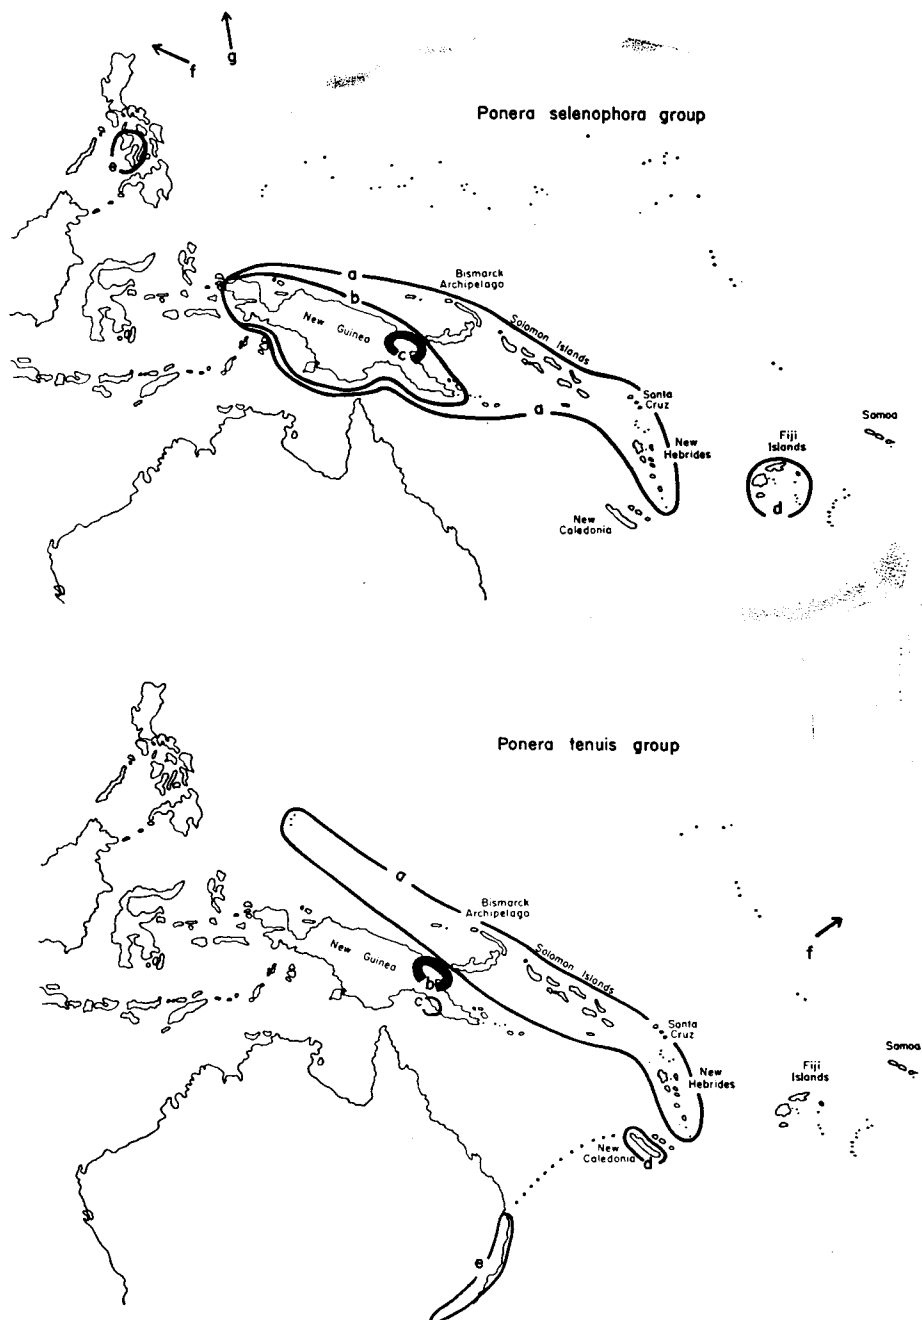 g
f
Ponera selenophora group
e
a
Bismarck
Archipelago
b
New Guinea
Solomon Islands
c
Santa
Cruz
a
Samoa
New
Hebrides
Fiji
Islands
d
New
Caledonia
Ponera tenuis group
a
Bismarck
Archipelago
New Guinea
Solomon Islands
f
b
c
Santa
Cruz
Samoa
New
Hebrides
Fiji
Islands
New
Caledonia
d
e